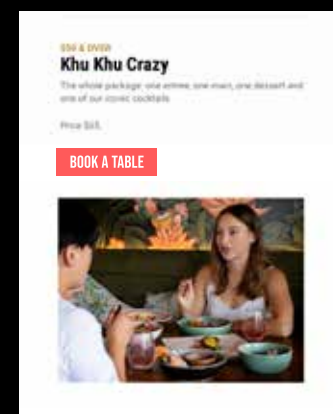 $50 & OVER
Khu Khu Crazy
The whole package: one entree, one main, one dessert and
one of our iconic cocktails
Price
BOOK A TABLE